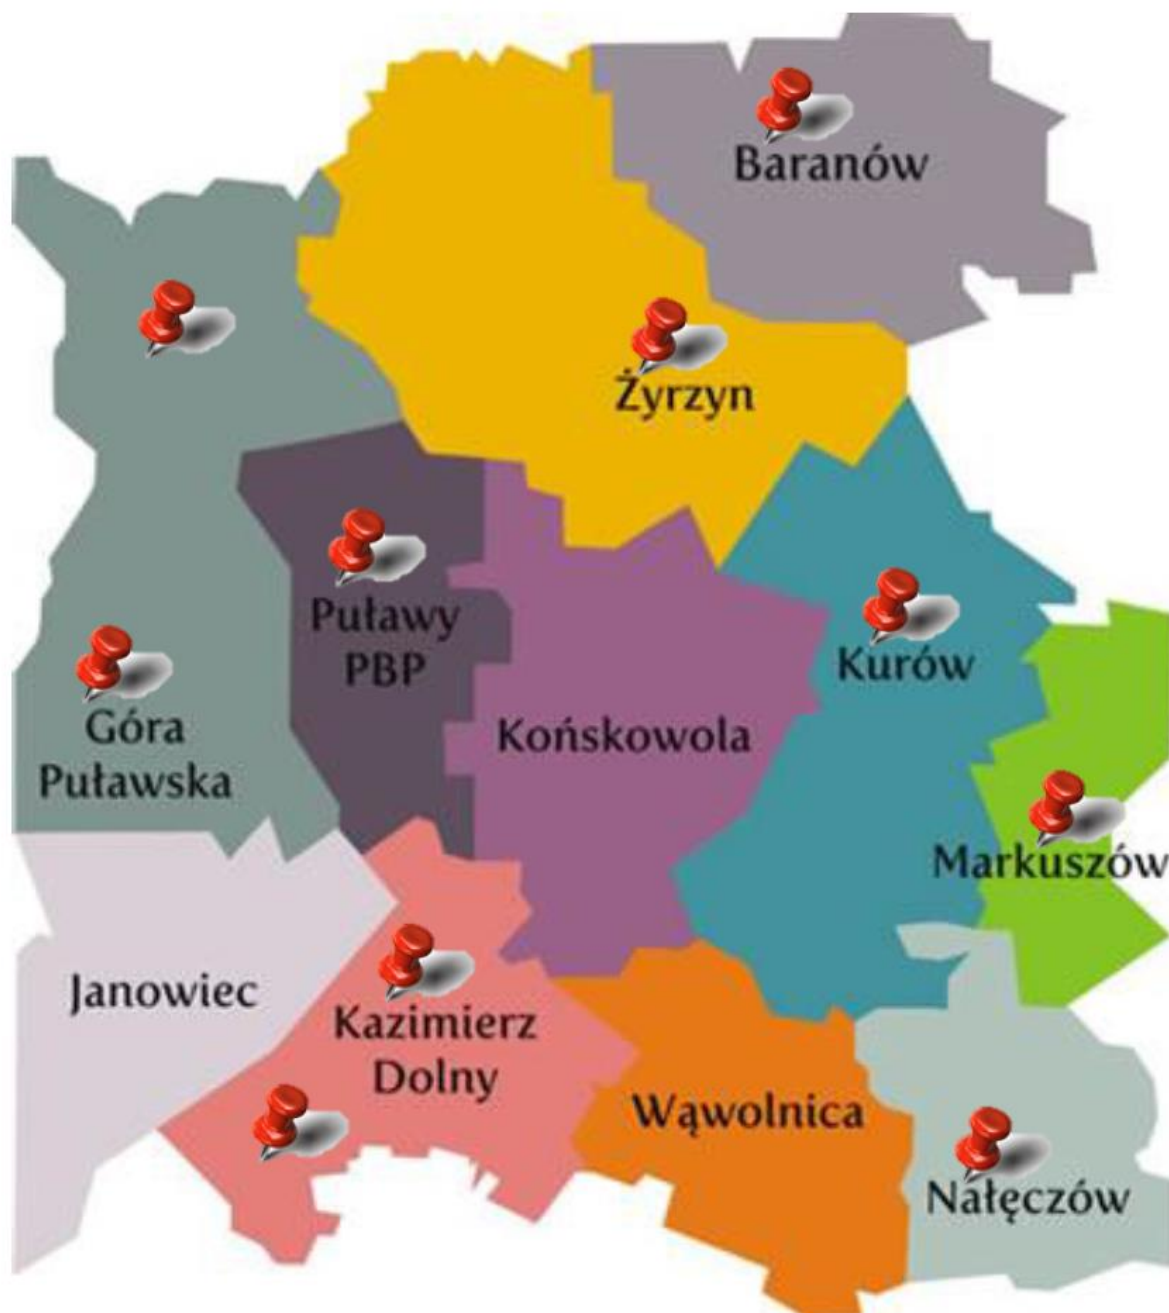 Baranów
Żyrzyn
Puławy
PBP
Kurów
Góra
Puławska
Końskowola
Markuszów
Janowiec
Kazimierz
Dolny
Wąwolnica
Nałęczów